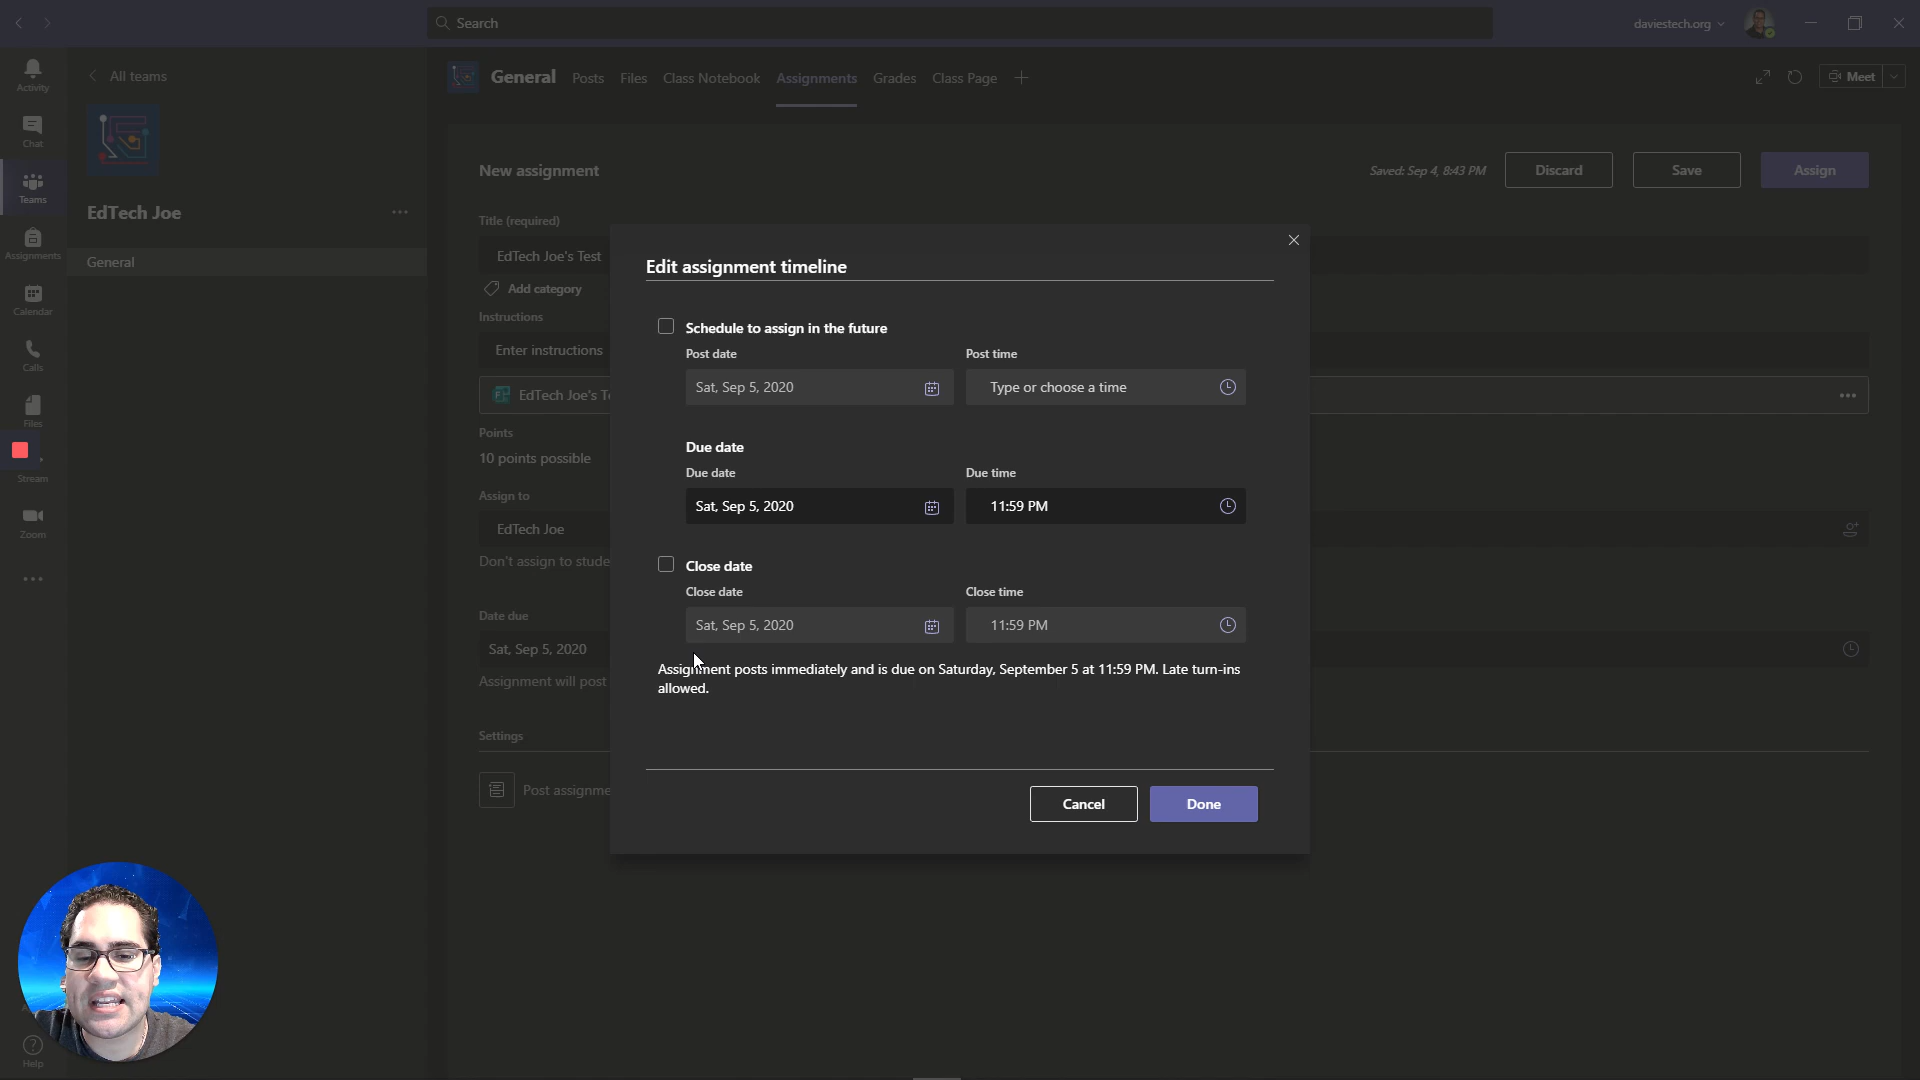 Search
daviestech.org
Activity
All teams
General
Posts
Files
Class Notebook
Assignments
Grades
Class Page
Meet
Chat
Teams
New assignment
Saved: Sep 4, 8:43 PM
Discard
Save
Assign
EdTech Joe
Title (required)
Assignments
EdTech Joe's Test
General
Edit assignment timeline
Add category
Calendar
Instructions
Schedule to assign in the future
Enter instructions
Post date
Post time
Calls
Sat, Sep 5, 2020
Type or choose a time
EdTech Joe's
Files
Points
Due date
10 points possible
Due date
Due time
Stream
Assign to
Sat, Sep 5, 2020
11:59 PM
EdTech Joe
Zoom
Don't assign to stude
Close date
Close date
Close time
Date due
Sat, Sep 5, 2020
11:59 PM
Sat, Sep 5, 2020
Assignment will post
Assignment posts immediately and is due on Saturday, September 5 at 11:59 PM. Late turn-ins
allowed.
Settings
Post assignme
Cancel
Done
Help